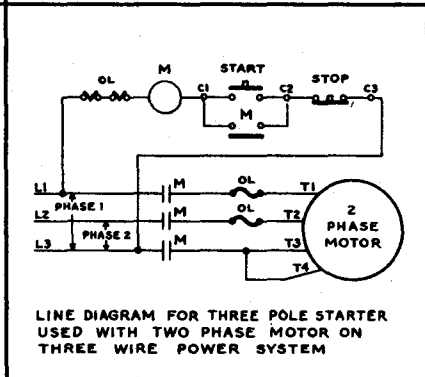 OL M START STOP
C1 C2 C3
M
L1 M OL T1
PHASE 1
L2 M OL T2
PHASE 2
L3 M T3
T4
2
PHASE
MOTOR
LINE DIAGRAM FOR THREE POLE STARTER
USED WITH TWO PHASE MOTOR ON
THREE WIRE POWER SYSTEM